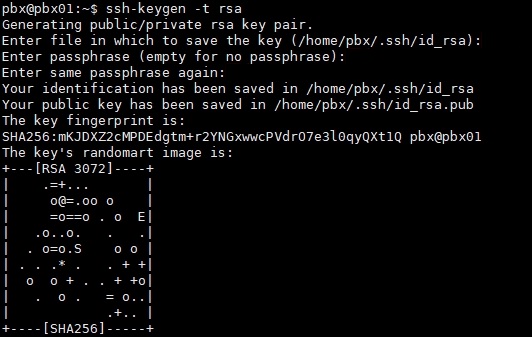 pbx@pbx01:~$ ssh-keygen -t rsa
Generating public/private rsa key pair.
Enter file in which to save the key (/home/pbx/.ssh/id_rsa):
Enter passphrase (empty for no passphrase):
Enter same passphrase again:
Your identification has been saved in /home/pbx/.ssh/id_rsa
Your public key has been saved in /home/pbx/.ssh/id_rsa.pub
The key fingerprint is:
SHA256:mKJDXZ2cMPDEdgtm+r2YNGxwwcPVdrO7e3l0qyQXt1Q pbx@pbx01
The key's randomart image is:
+---[RSA 3072]----+
|    .=+...       |
|     o@=.oo o    |
|     =o==o . o  E|
|   .o..o.   .   .|
|  . o=o.S    o o |
| . . .* .   . + +|
|  o  o + . . + +o|
|   .  o .   = o..|
|           .+.. |
+----[SHA256]-----+